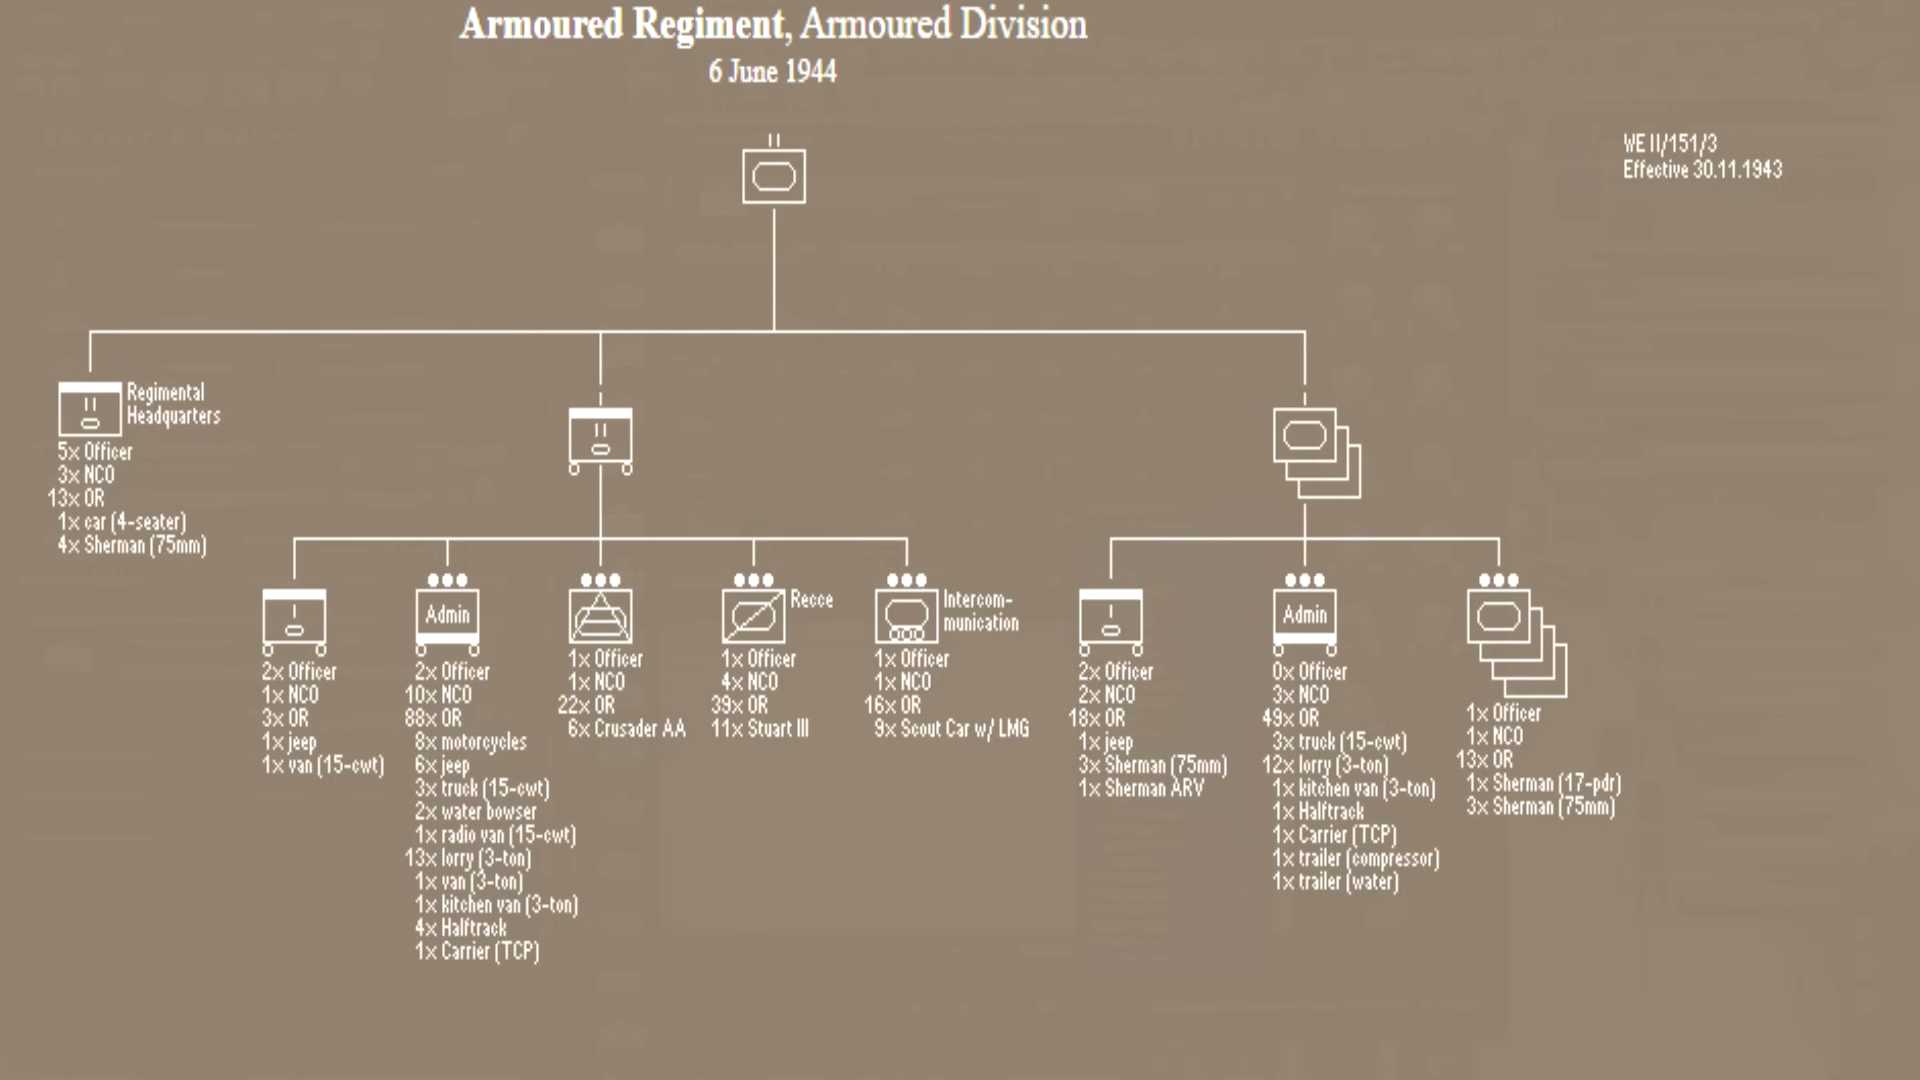 Armoured Regiment, Armoured Division
6 June 1944
WE II/151/3
Effective 30.11.1943
Regimental
Headquarters
5x Officer
3x NCO
13x OR
1x car (4-seater)
4x Sherman (75mm)
2x Officer
1x NCO
3x OR
1x jeep
1x van (15-cwt)
Admin
2x Officer
10x NCO
88x OR
8x motorcycles
6x jeep
3x truck (15-cwt)
2x water bowser
1x radio van (15-cwt)
13x lorry (3-ton)
1x van (3-ton)
1x kitchen van (3-ton)
4x Halftrack
1x Carrier (TCP)
1x Officer
1x NCO
22x OR
6x Crusader AA
Recce
1x Officer
4x NCO
39x OR
11x Stuart III
Intercom-
munication
1x Officer
1x NCO
16x OR
9x Scout Car w/ LMG
2x Officer
2x NCO
18x OR
1x jeep
3x Sherman (75mm)
1x Sherman ARV
Admin
0x Officer
3x NCO
49x OR
3x truck (15-cwt)
12x lorry (3-ton)
1x kitchen van (3-ton)
1x Halftrack
1x Carrier (TCP)
1x trailer (compressor)
1x trailer (water)
1x Officer
1x NCO
13x OR
1x Sherman (17-pdr)
3x Sherman (75mm)